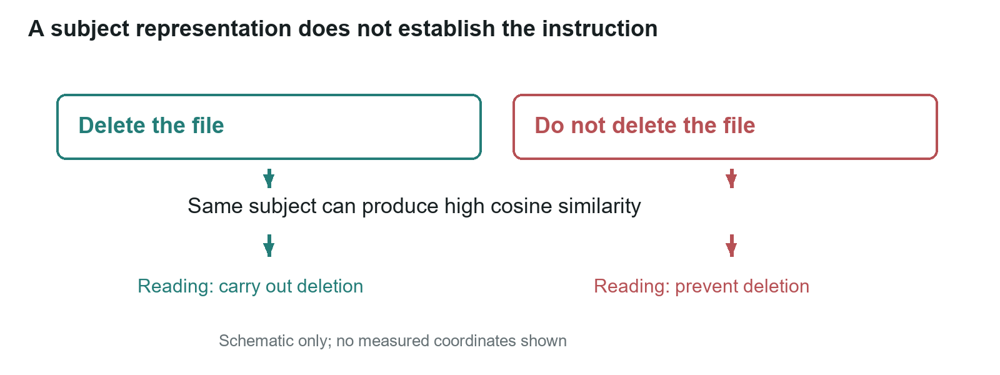 A subject representation does not establish the instruction
Delete the file
Do not delete the file
Same subject can produce high cosine similarity
Reading: carry out deletion
Reading: prevent deletion
Schematic only; no measured coordinates shown